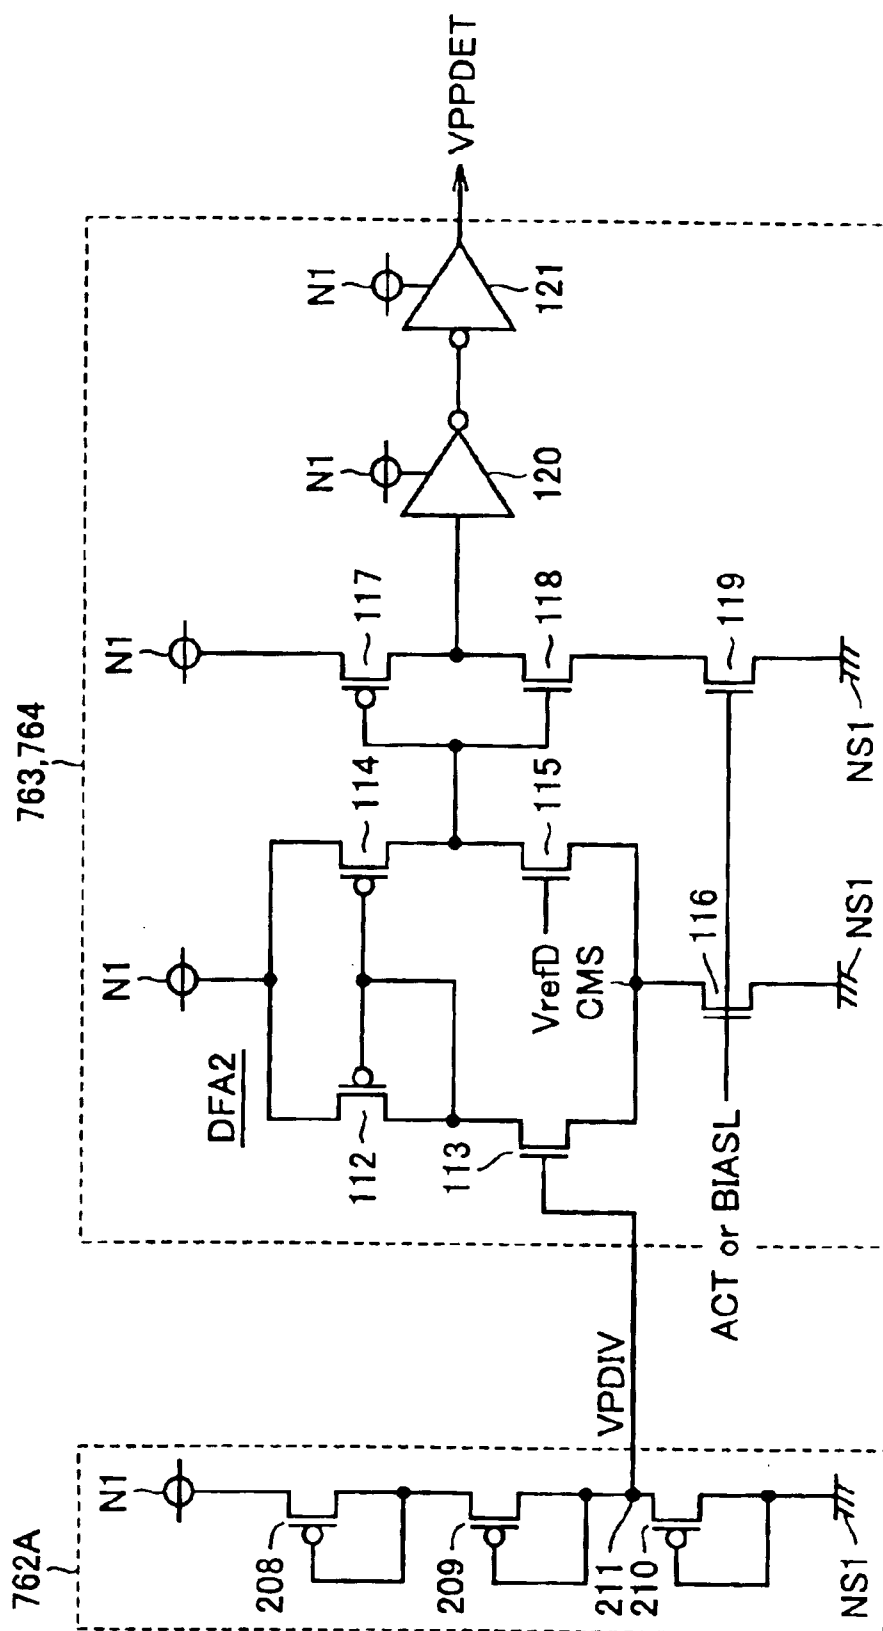 762A
N1
208
209
211
210
NS1
VPDIV
763,764
DFA2
N1
112
113
114
115
VrefD
CMS
116
NS1
ACT or BIASL
N1
117
118
119
NS1
N1
120
N1
121
VPPDET